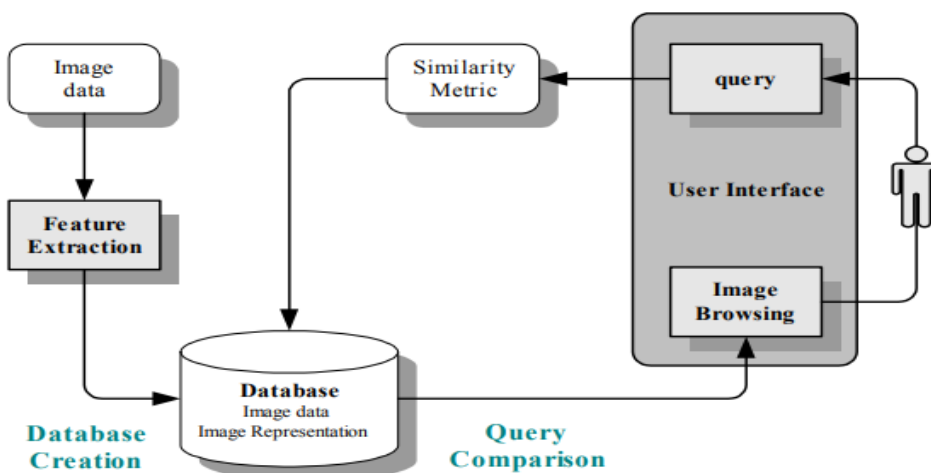 Image
data
Feature
Extraction
Similarity
Metric
query
User Interface
Image
Browsing
Database
Image data
Image Representation
Database
Creation
Query
Comparison